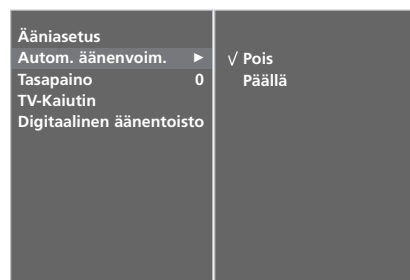 Ääniasetus
Autom. äänenvoim. ►
Tasapaino 0
TV-Kaiutin
Digitaalinen äänentoisto
√ Pois
Päällä